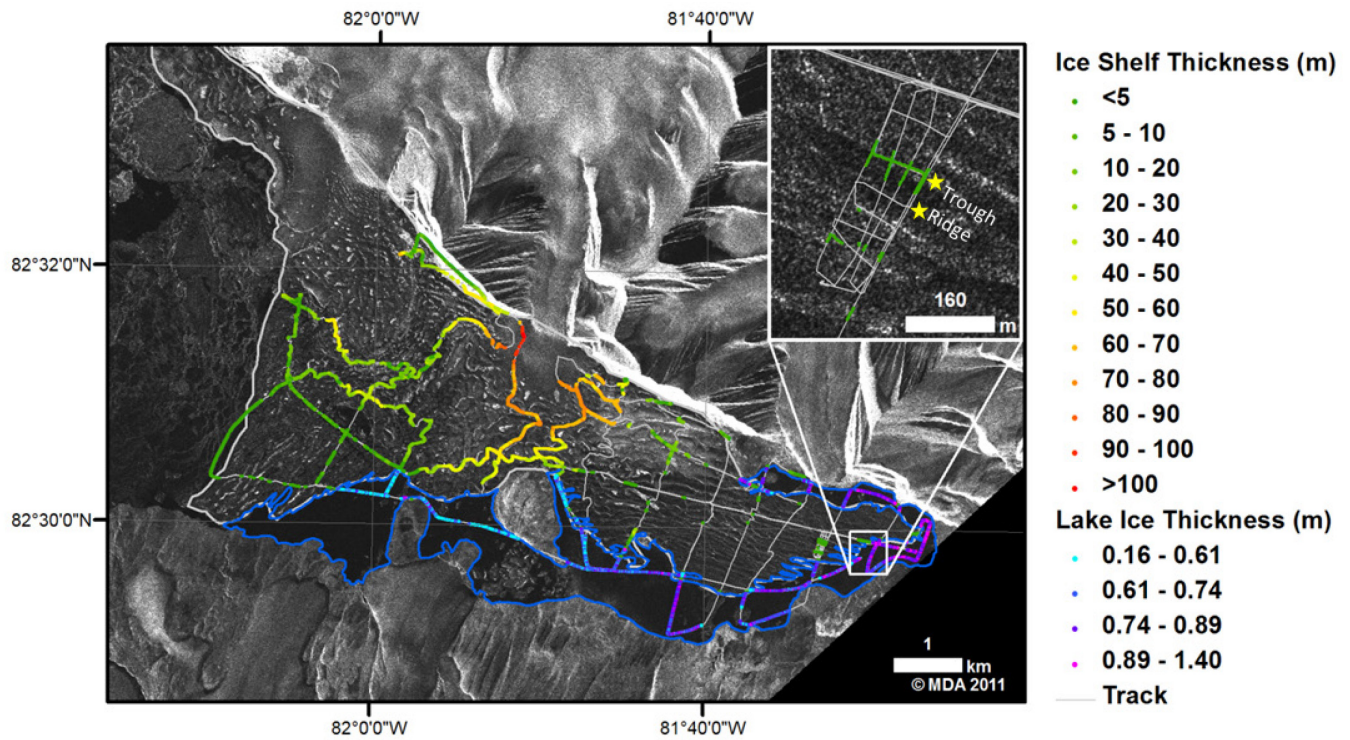 82°0'0"W 81°40'0"W
82°32'0"N
82°30'0"N
82°0'0"W 81°40'0"W
Trough
Ridge
160
m
1
km
© MDA 2011
Ice Shelf Thickness (m)
<5
5 - 10
10 - 20
20 - 30
30 - 40
40 - 50
50 - 60
60 - 70
70 - 80
80 - 90
90 - 100
>100
Lake Ice Thickness (m)
0.16 - 0.61
0.61 - 0.74
0.74 - 0.89
0.89 - 1.40
Track